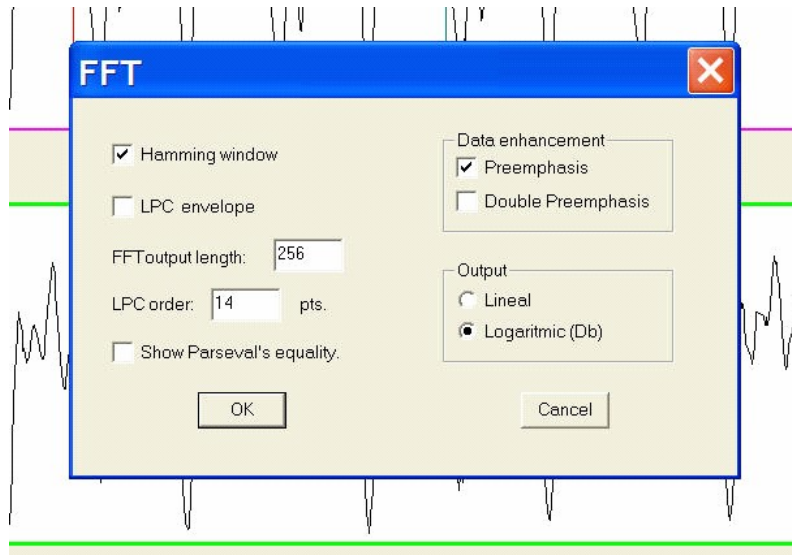 FFT
Hamming window
LPC envelope
FFToutput length: 256
LPC order: 14 pts.
Show Parseval's equality.
OK
Data enhancement
Preemphasis
Double Preemphasis
Output
Lineal
Logaritmic (Db)
Cancel